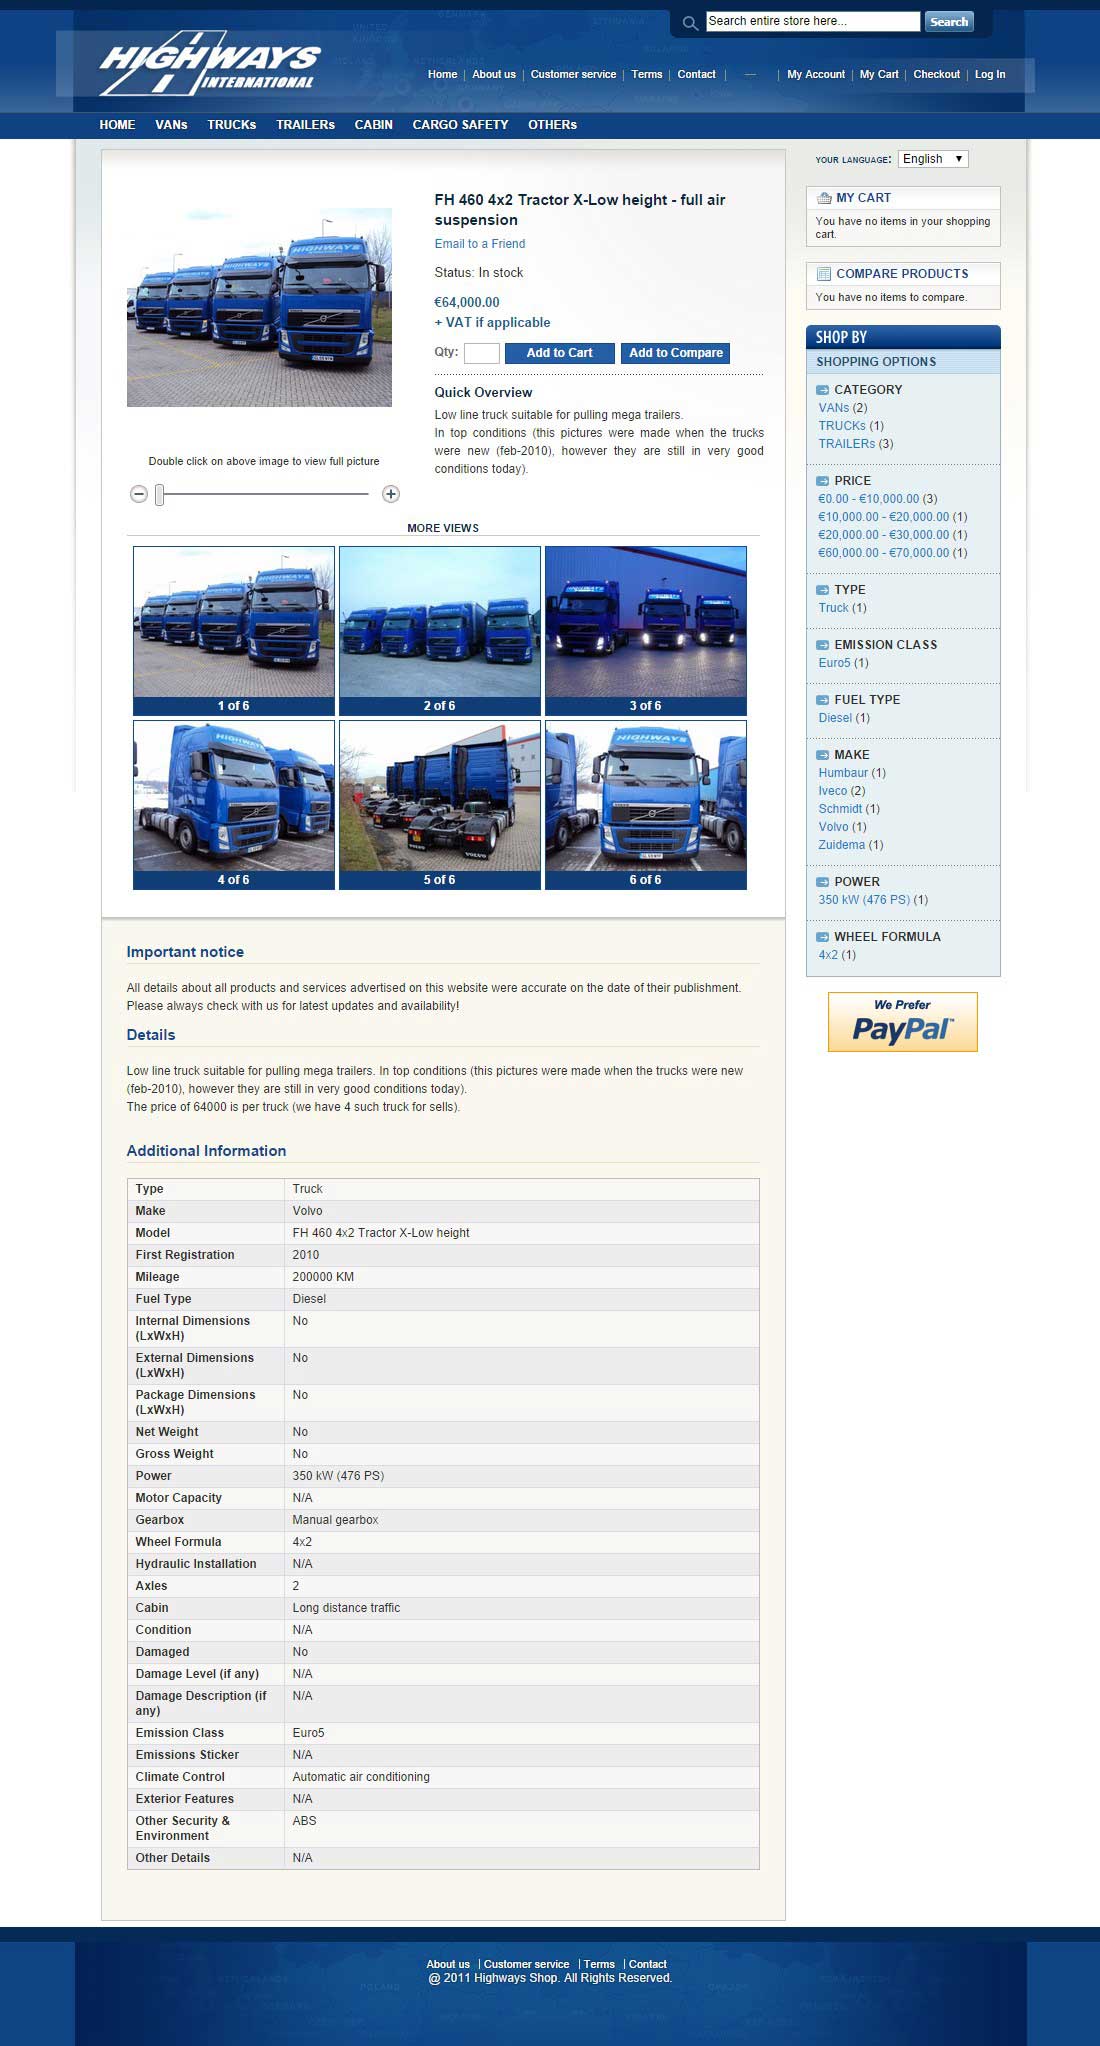 HIGHWAYS
INTERNATIONAL
Search entire store here...
Search
Home
About us
Customer service
Terms
Contact
My Account
My Cart
Checkout
Log In
HOME
VANs
TRUCKs
TRAILERs
CABIN
CARGO SAFETY
OTHERs
FH 460 4x2 Tractor X-Low height - full air
suspension
Email to a Friend
Status: In stock
€64,000.00
+ VAT if applicable
Qty:
Add to Cart
Add to Compare
Quick Overview
Low line truck suitable for pulling mega trailers.
In top conditions (this pictures were made when the trucks
were new (feb-2010), however they are still in very good
conditions today).
Double click on above image to view full picture
MORE VIEWS
1 of 6
2 of 6
3 of 6
4 of 6
5 of 6
6 of 6
Important notice
All details about all products and services advertised on this website were accurate on the date of their publishment.
Please always check with us for latest updates and availability!
Details
Low line truck suitable for pulling mega trailers. In top conditions (this pictures were made when the trucks were new
(feb-2010), however they are still in very good conditions today).
The price of 64000 is per truck (we have 4 such truck for sells).
Additional Information
Type Truck
Make Volvo
Model FH 460 4x2 Tractor X-Low height
First Registration 2010
Mileage 200000 KM
Fuel Type Diesel
Internal Dimensions No
(LxWxH)
External Dimensions No
(LxWxH)
Package Dimensions No
(LxWxH)
Net Weight No
Gross Weight No
Power 350 kW (476 PS)
Motor Capacity N/A
Gearbox Manual gearbox
Wheel Formula 4x2
Hydraulic Installation N/A
Axles 2
Cabin Long distance traffic
Condition N/A
Damaged No
Damage Level (if any) N/A
Damage Description (if N/A
any)
Emission Class Euro5
Emissions Sticker N/A
Climate Control Automatic air conditioning
Exterior Features N/A
Other Security & ABS
Environment
Other Details N/A
YOUR LANGUAGE: English
MY CART
You have no items in your shopping
cart.
COMPARE PRODUCTS
You have no items to compare.
SHOP BY
SHOPPING OPTIONS
CATEGORY
VANs (2)
TRUCKs (1)
TRAILERs (3)
PRICE
€0.00 - €10,000.00 (3)
€10,000.00 - €20,000.00 (1)
€20,000.00 - €30,000.00 (1)
€60,000.00 - €70,000.00 (1)
TYPE
Truck (1)
EMISSION CLASS
Euro5 (1)
FUEL TYPE
Diesel (1)
MAKE
Humbaur (1)
Iveco (2)
Schmidt (1)
Volvo (1)
Zuidema (1)
POWER
350 kW (476 PS) (1)
WHEEL FORMULA
4x2 (1)
We Prefer
PayPal™
About us
Customer service
Terms
Contact
@ 2011 Highways Shop. All Rights Reserved.